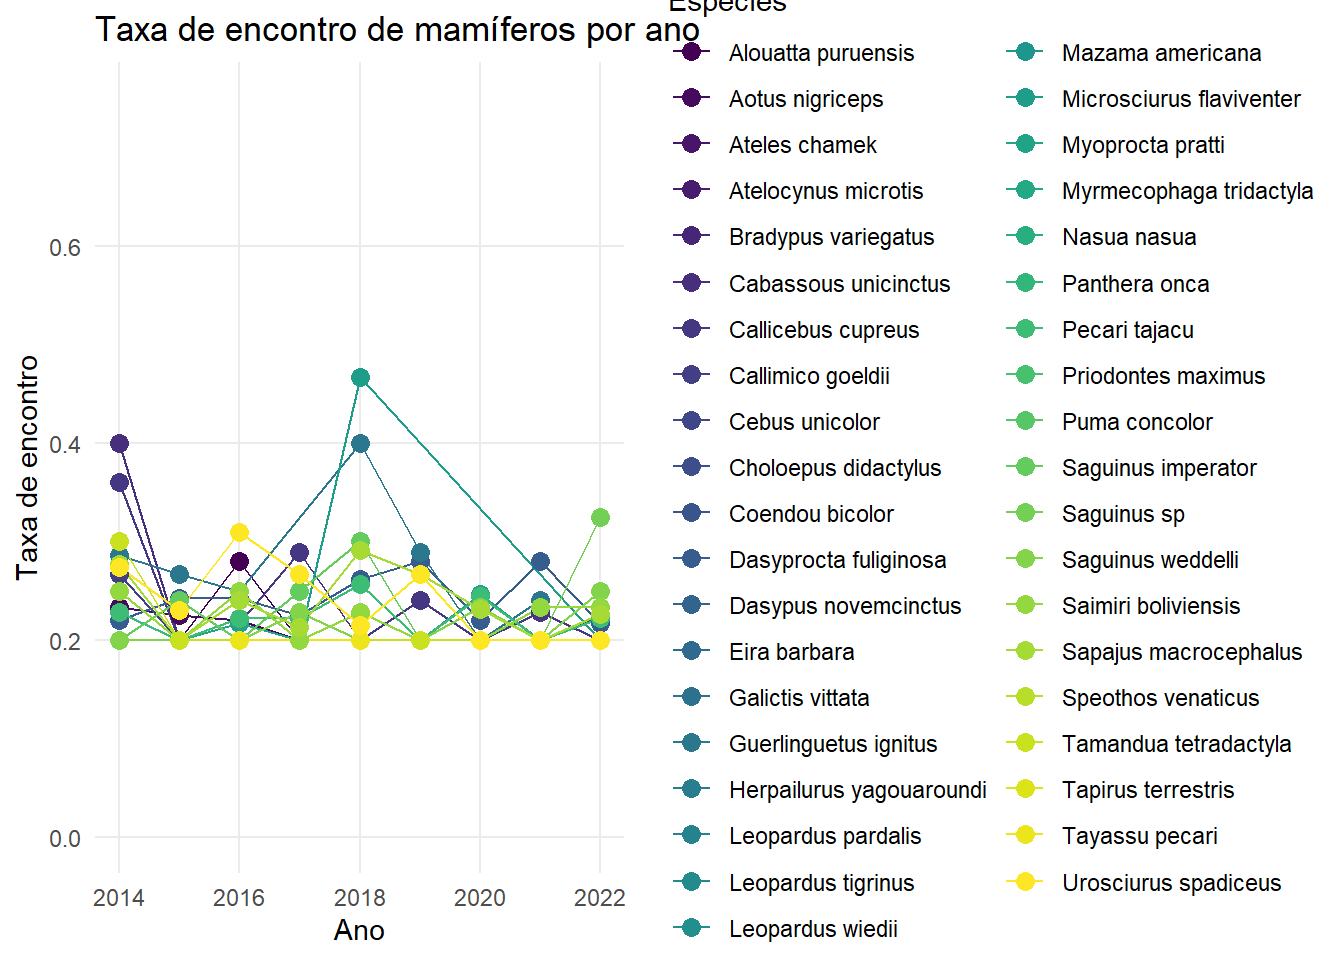 Taxa de encontro de mamíferos por ano
Taxa de encontro
0.6
0.4
0.2
0.0
2014 2016 2018 2020 2022
Ano
Espécies
Alouatta puruensis
Aotus nigriceps
Ateles chamek
Atelocynus microtis
Bradypus variegatus
Cabassous unicinctus
Callicebus cupreus
Callimico goeldii
Cebus unicolor
Choloepus didactylus
Coendou bicolor
Dasyprocta fuliginosa
Dasypus novemcinctus
Eira barbara
Galictis vittata
Guerlinguetus ignitus
Herpailurus yagouaroundi
Leopardus pardalis
Leopardus tigrinus
Leopardus wiedii
Mazama americana
Microsciurus flaviventer
Myoprocta pratti
Myrmecophaga tridactyla
Nasua nasua
Panthera onca
Pecari tajacu
Priodontes maximus
Puma concolor
Saguinus imperator
Saguinus sp
Saguinus weddelli
Saimiri boliviensis
Sapajus macrocephalus
Speothos venaticus
Tamandua tetradactyla
Tapirus terrestris
Tayassu pecari
Urosciurus spadiceus